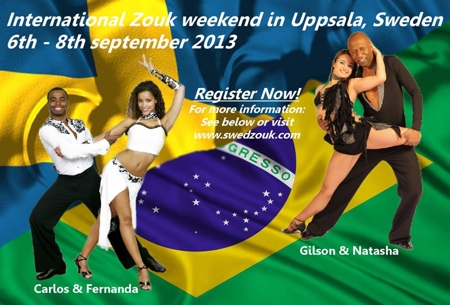 International Zouk weekend in Uppsala, Sweden
6th - 8th september 2013
Register Now!
For more information:
See below or visit
www.swedzouk.com
GRESSO
Gilson & Natasha
Carlos & Fernanda